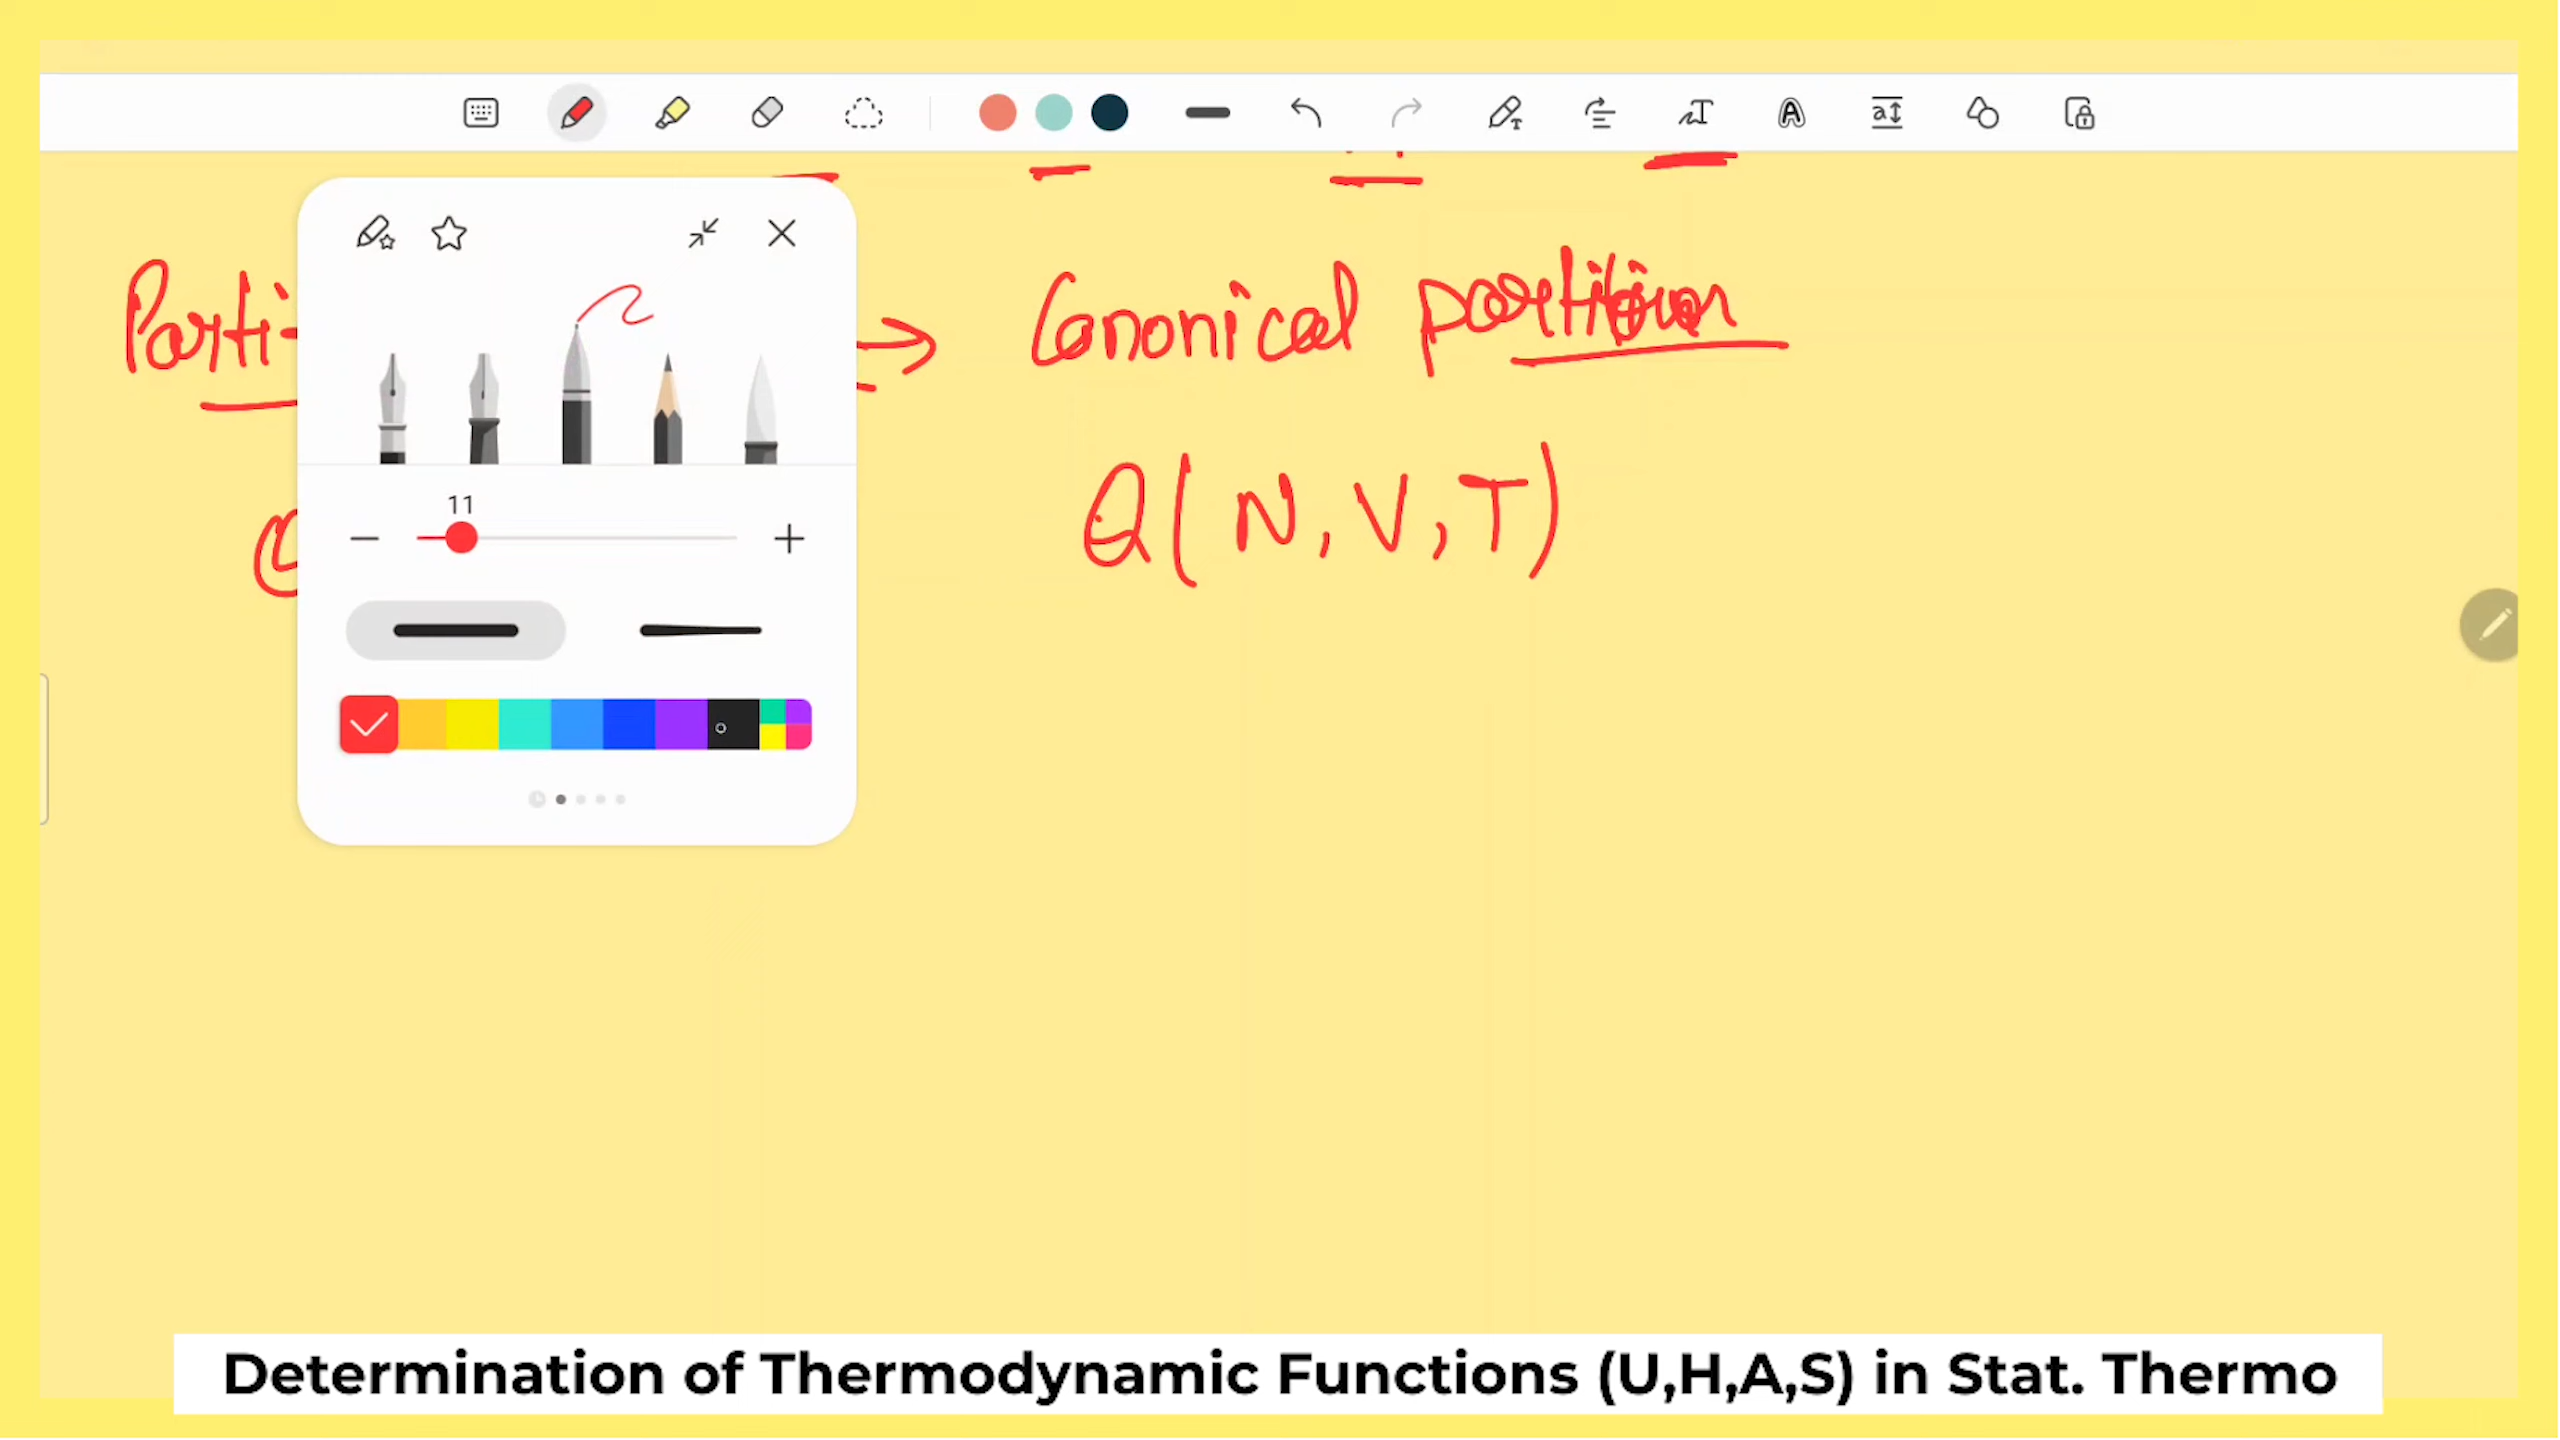 11
Parti- → Canonical partition
Q(N,V,T)
Determination of Thermodynamic Functions (U,H,A,S) in Stat. Thermo